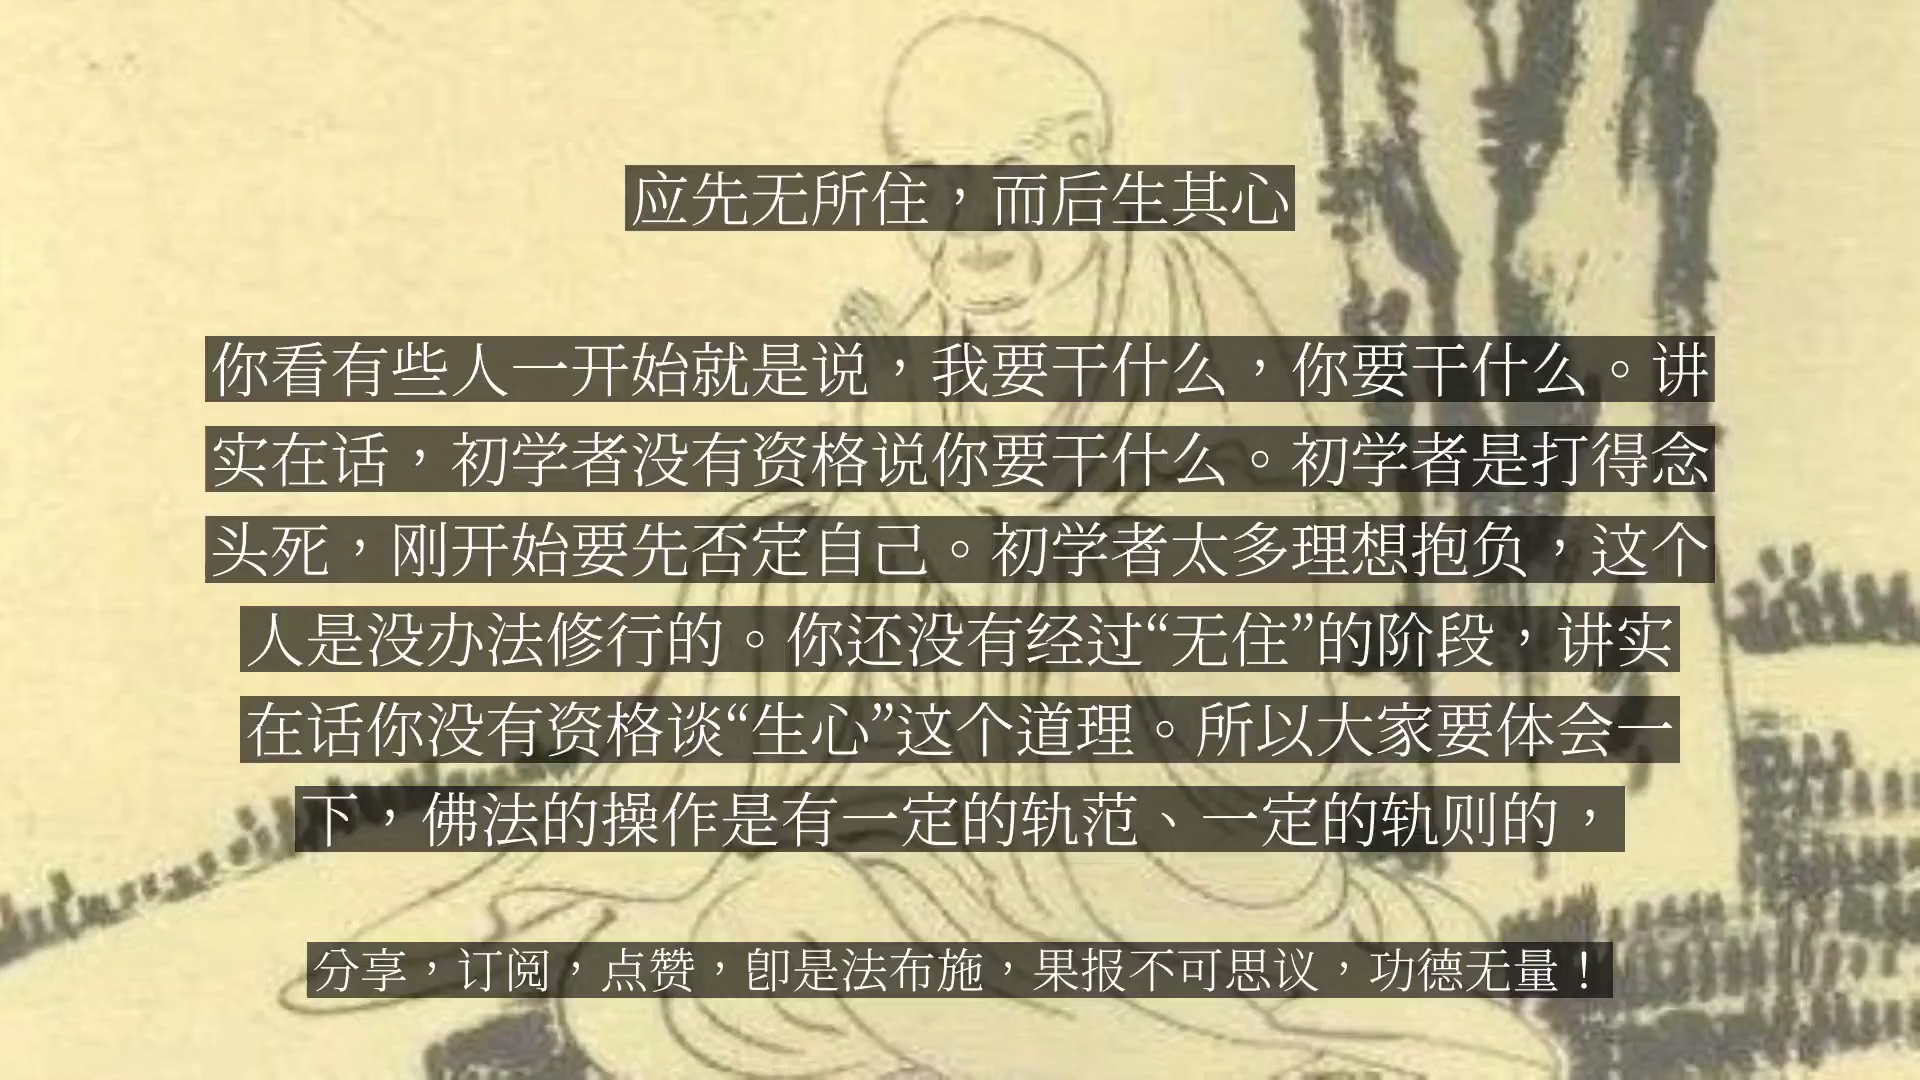 应先无所住，而后生其心
你看有些人一开始就是说，我要干什么，你要干什么。讲
实在话，初学者没有资格说你要干什么。初学者是打得念
头死，刚开始要先否定自己。初学者太多理想抱负，这个
人是没办法修行的。你还没有经过“无住”的阶段，讲实
在话你没有资格谈“生心”这个道理。所以大家要体会一
下，佛法的操作是有一定的轨范、一定的轨则的，
分享，订阅，点赞，即是法布施，果报不可思议，功德无量！